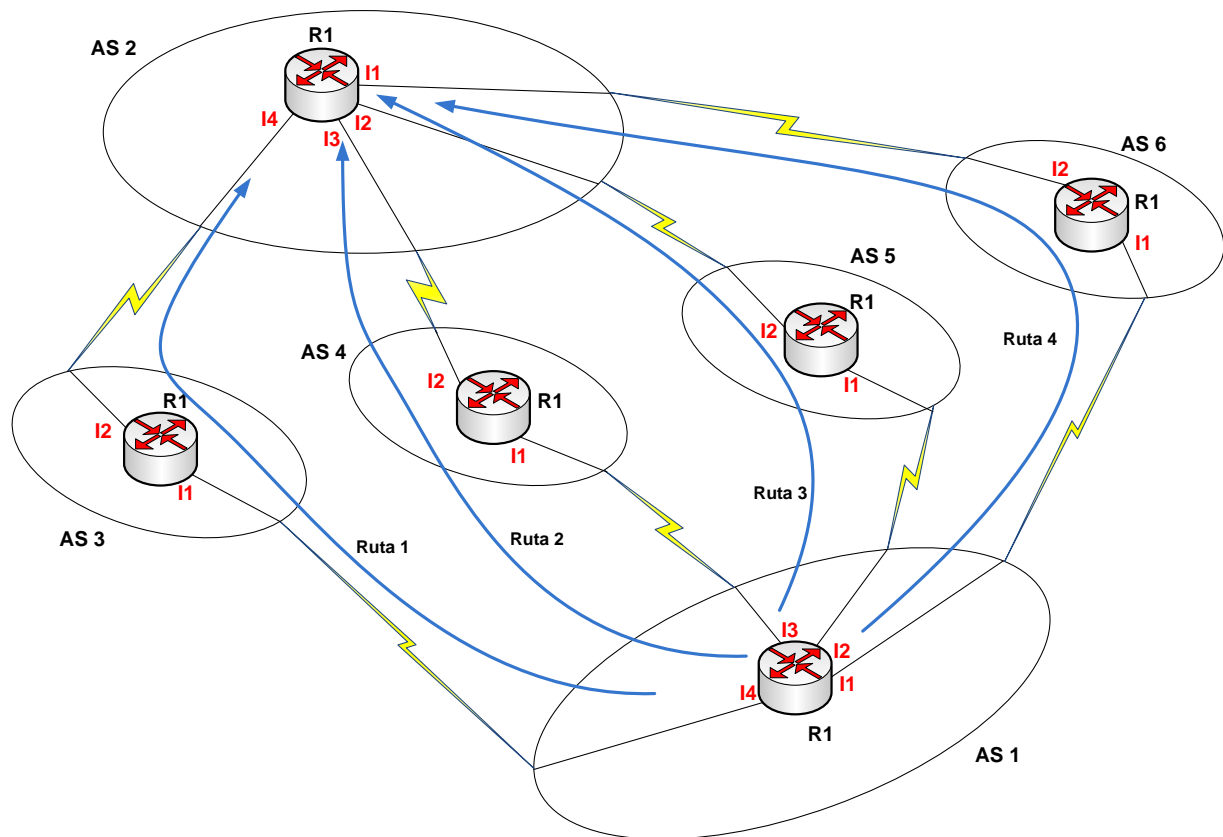 R1
AS 2
I1
I4
I2
I3
AS 6
I2
R1
I1
AS 5
R1
I2
I1
Ruta 4
AS 4
I2
R1
I1
R1
I2
I1
AS 3
Ruta 1
Ruta 2
Ruta 3
I3
I2
I1
I4
R1
AS 1